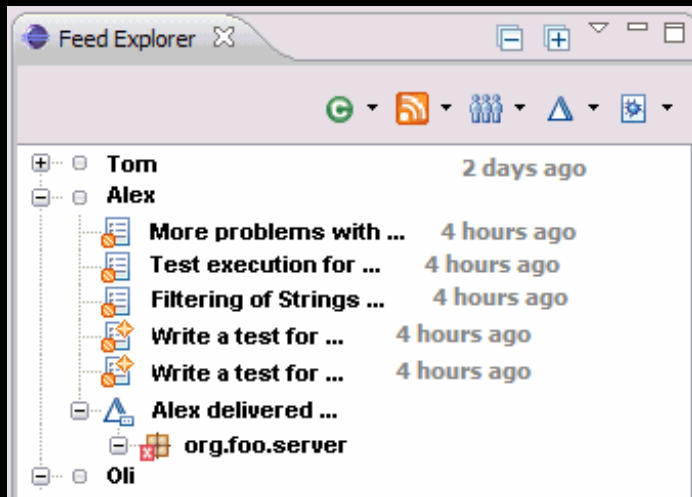 Feed Explorer
Tom 2 days ago
Alex
More problems with ... 4 hours ago
Test execution for ... 4 hours ago
Filtering of Strings ... 4 hours ago
Write a test for ... 4 hours ago
Write a test for ... 4 hours ago
Alex delivered ...
org.foo.server
Oli